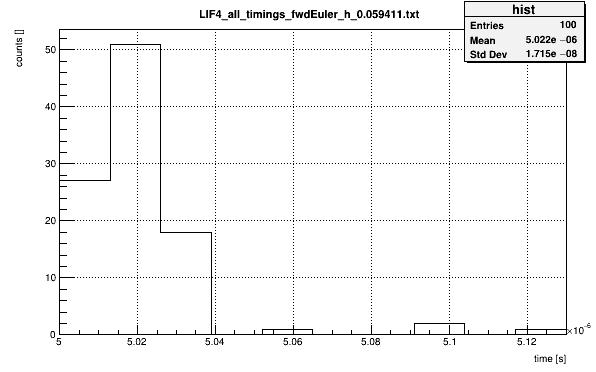 LIF4_all_timings_fwdEuler_h_0.059411.txt
hist
Entries 100
Mean 5.022e −06
Std Dev 1.715e −08
counts []
50
40
30
20
10
0
5 5.02 5.04 5.06 5.08 5.1 5.12
×10⁻⁶
time [s]